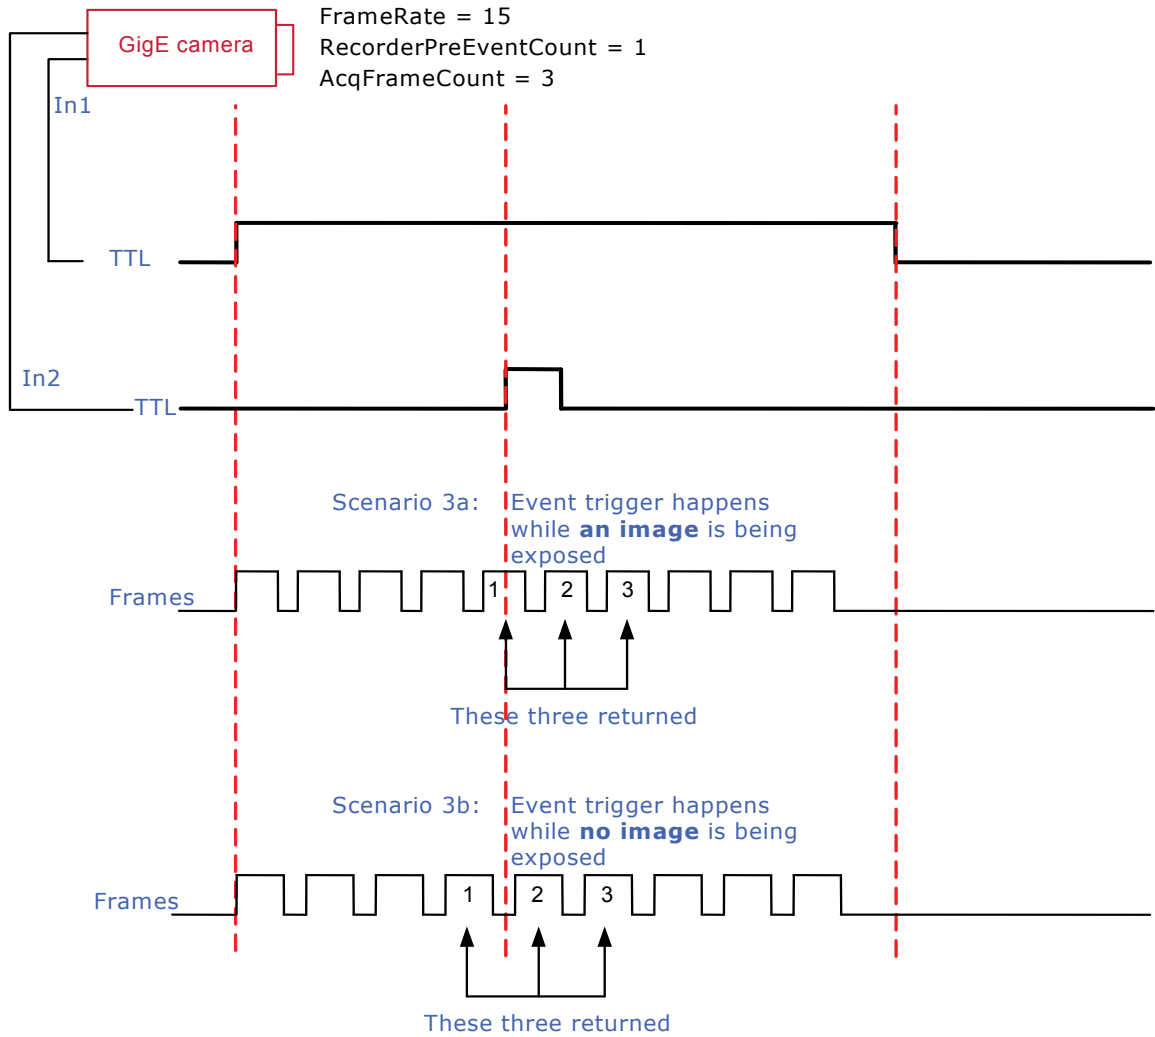 GigE camera
FrameRate = 15
RecorderPreEventCount = 1
AcqFrameCount = 3
In1
TTL
In2
TTL
Scenario 3a: Event trigger happens
while an image is being
exposed
Frames
1 2 3
These three returned
Scenario 3b: Event trigger happens
while no image is being
exposed
Frames
1 2 3
These three returned